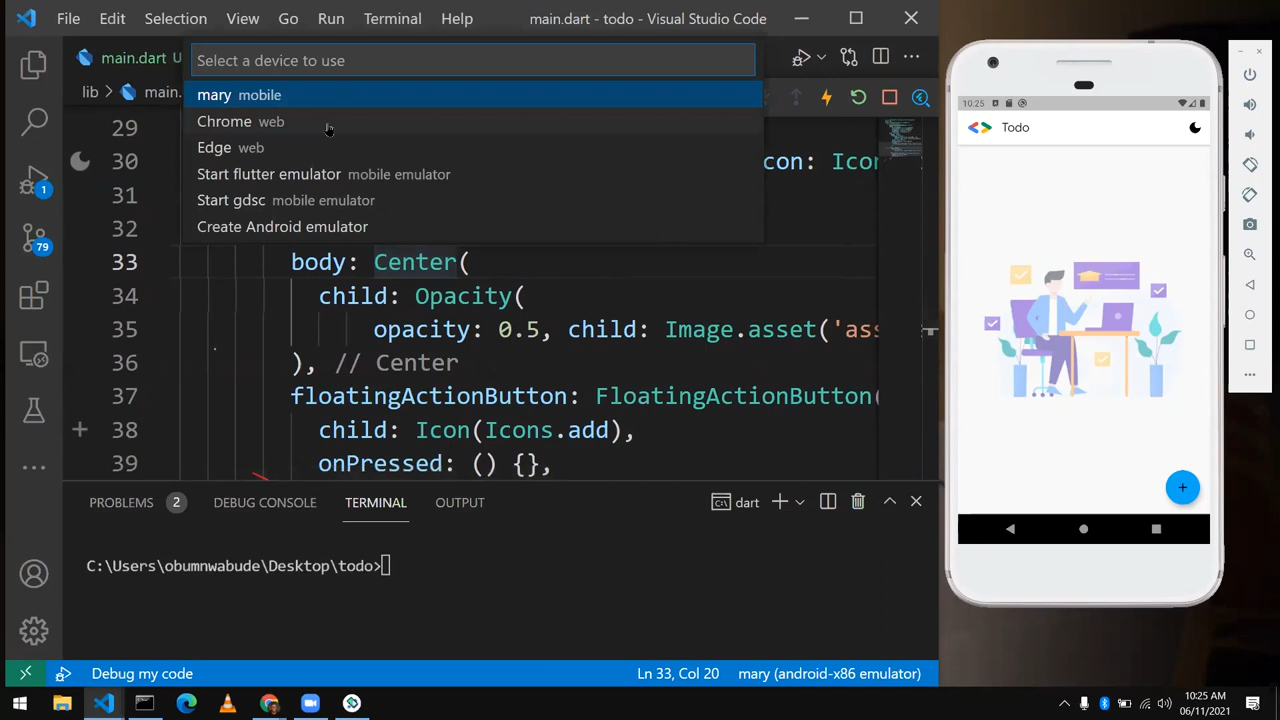 File Edit Selection View Go Run Terminal Help main.dart - todo - Visual Studio Code
main.dart U
Select a device to use
lib > main.
mary mobile
Chrome web
Edge web
Start flutter emulator mobile emulator
Start gdsc mobile emulator
Create Android emulator
29
30 con: Icon
31
32
33 body: Center(
34 child: Opacity(
35 opacity: 0.5, child: Image.asset('ass
36 ), // Center
37 floatingActionButton: FloatingActionButton(
38 child: Icon(Icons.add),
39 onPressed: () {},
1
79
PROBLEMS 2 DEBUG CONSOLE TERMINAL OUTPUT dart
C:\Users\obumnwabude\Desktop\todo>
Debug my code Ln 33, Col 20 mary (android-x86 emulator)
10:25
Todo
+
10:25 AM
06/11/2021